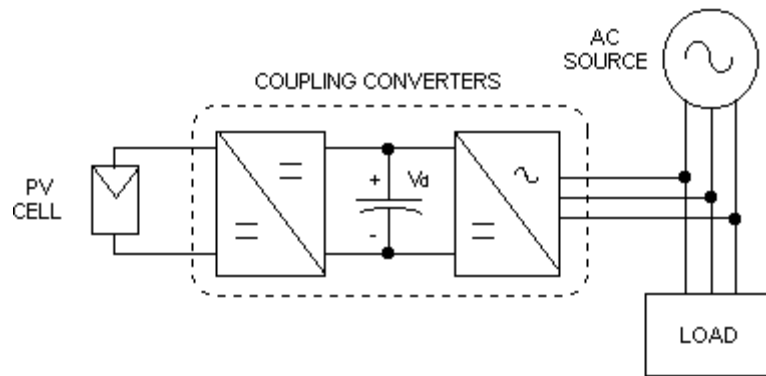 AC
SOURCE
COUPLING CONVERTERS
PV
CELL
+ Vd
-
LOAD